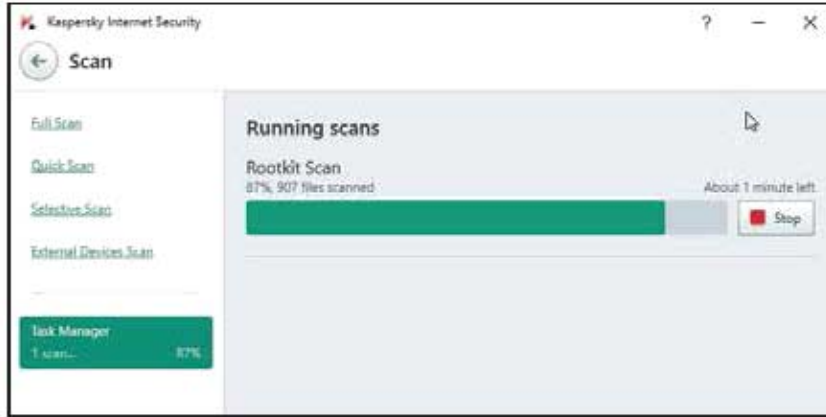 Kaspersky Internet Security
?
Scan
Full Scan
Quick Scan
Selective Scan
External Devices Scan
Task Manager
1 scan...
87%
Running scans
Rootkit Scan
87%, 907 files scanned
About 1 minute left
Stop